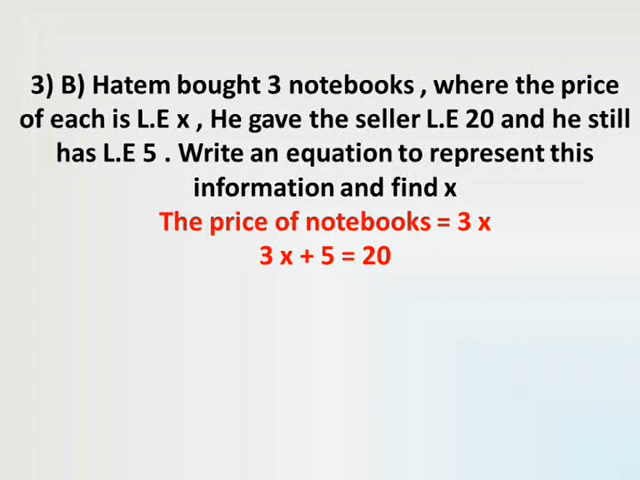 3) B) Hatem bought 3 notebooks , where the price
of each is L.E x , He gave the seller L.E 20 and he still
has L.E 5 . Write an equation to represent this
information and find x
The price of notebooks = 3 x
3 x + 5 = 20